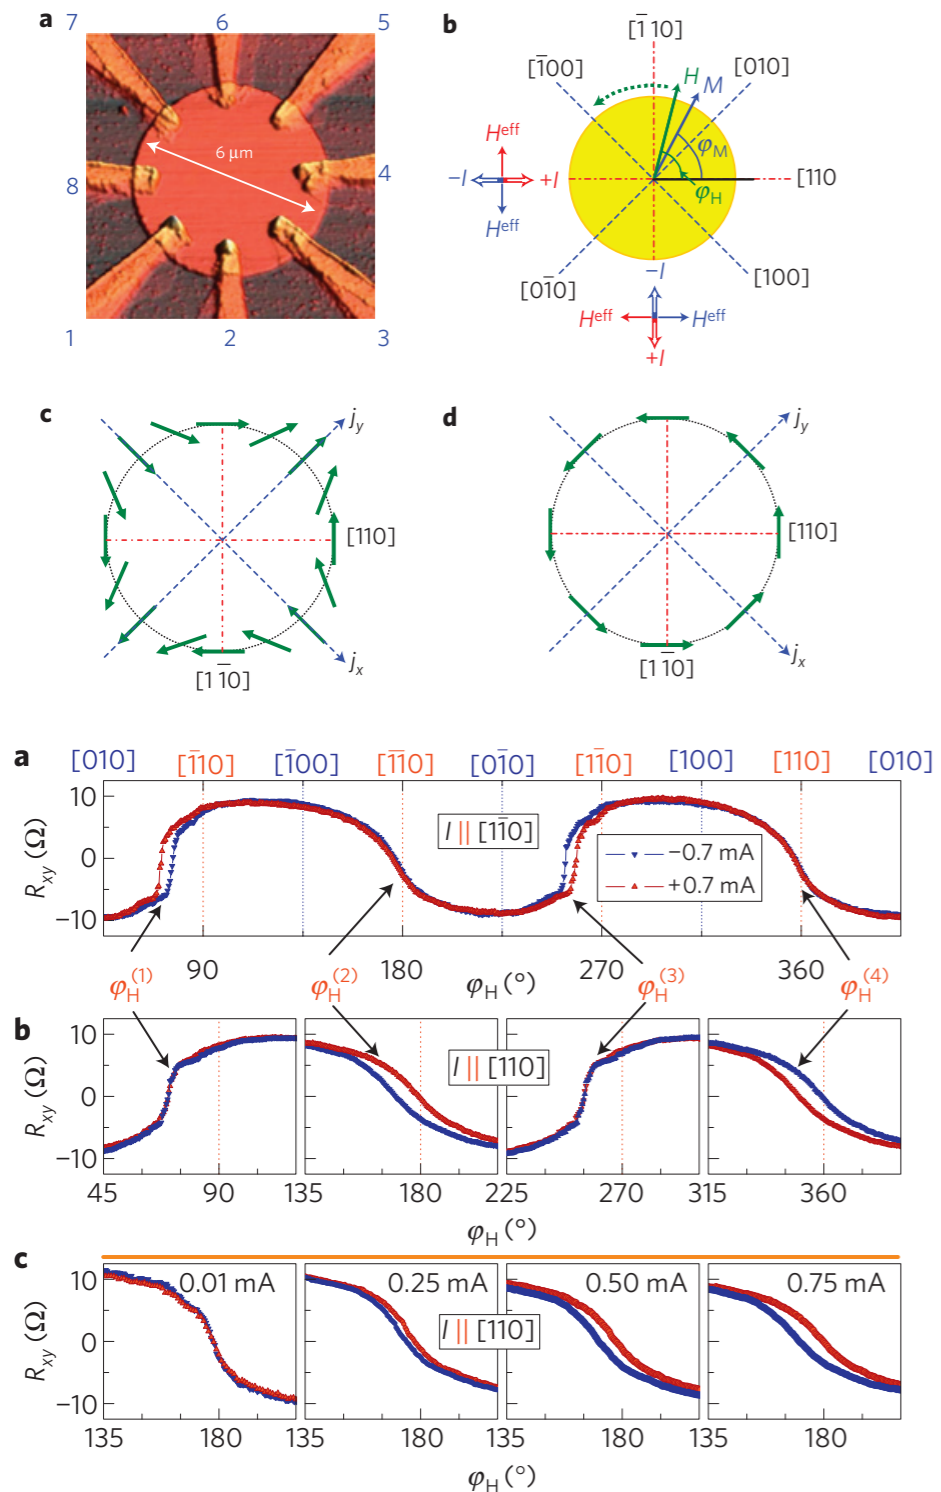 a
7 6 5
6 μm
8 4
1 2 3
b
[1̄10]
[1̄00] H M [010]
Hᵉᶠᶠ
φM
−I +I
[110
φH
Hᵉᶠᶠ
[01̄0] −I [100]
Hᵉᶠᶠ Hᵉᶠᶠ
+I
c
jy
[110]
[11̄0] jx
d
jy
[110]
[11̄0] jx
a
[010] [1̄10] [1̄00] [1̄1̄0] [01̄0] [11̄0] [100] [110] [010]
10
0
−10
Rxy (Ω)
I || [11̄0]
−0.7 mA
+0.7 mA
90 180 270 360
φH (°)
φH(1) φH(2) φH(3) φH(4)
b
10
0
−10
Rxy (Ω)
I || [110]
45 90 135 180 225 270 315 360
φH (°)
c
0.01 mA 0.25 mA 0.50 mA 0.75 mA
10
0
−10
Rxy (Ω)
I || [110]
135 180 135 180 135 180 135 180
φH (°)